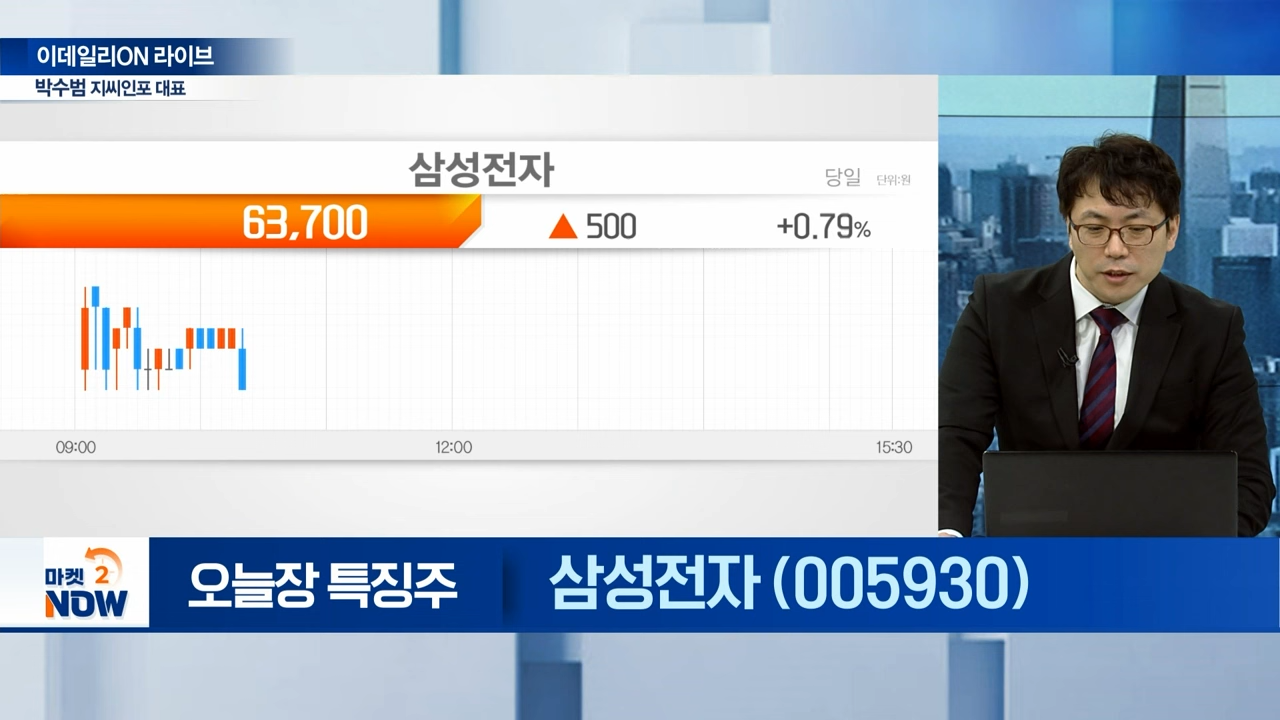 이데일리ON 라이브
박수범 지씨인포 대표
삼성전자
당일 단위:원
63,700 ▲ 500 +0.79%
09:00 12:00 15:30
마켓 2
NOW
오늘장 특징주 삼성전자 (005930)